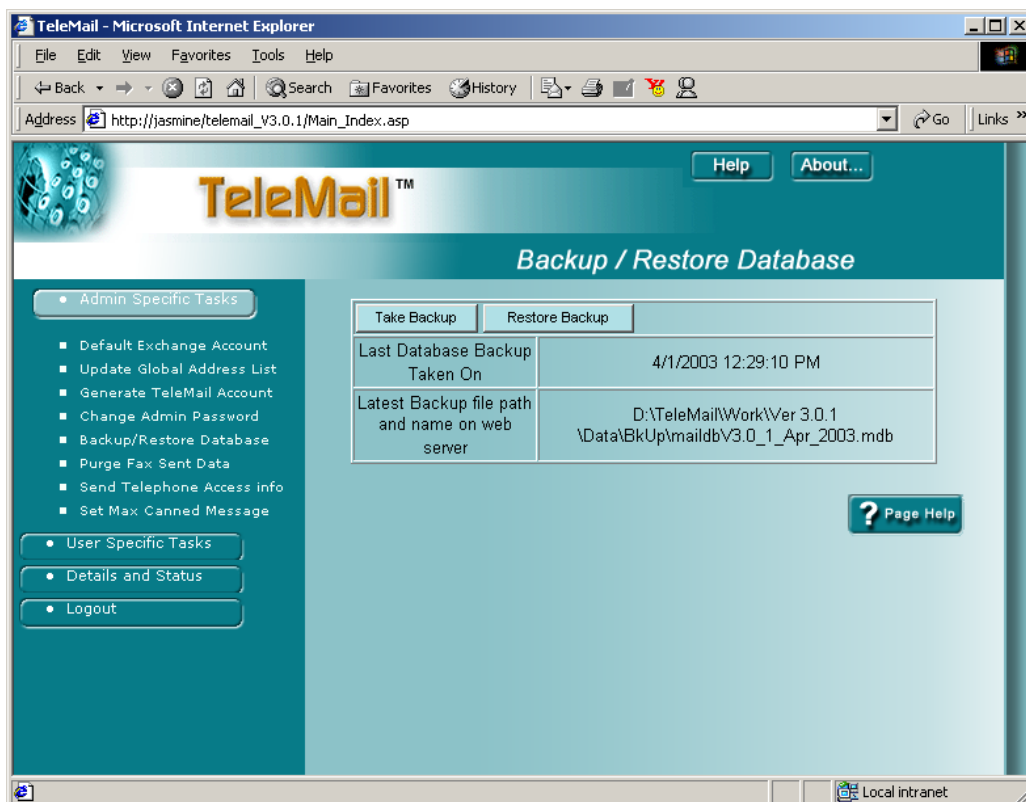 TeleMail - Microsoft Internet Explorer
File Edit View Favorites Tools Help
Back Search Favorites History
Address http://jasmine/telemail_V3.0.1/Main_Index.asp Go Links »
Help About...
TeleMail™
Backup / Restore Database
Admin Specific Tasks
Default Exchange Account
Update Global Address List
Generate TeleMail Account
Change Admin Password
Backup/Restore Database
Purge Fax Sent Data
Send Telephone Access info
Set Max Canned Message
User Specific Tasks
Details and Status
Logout
Take Backup Restore Backup
Last Database Backup
Taken On
4/1/2003 12:29:10 PM
Latest Backup file path
and name on web
server
D:\TeleMail\Work\Ver 3.0.1
\Data\BkUp\maildbV3.0_1_Apr_2003.mdb
? Page Help
Local intranet